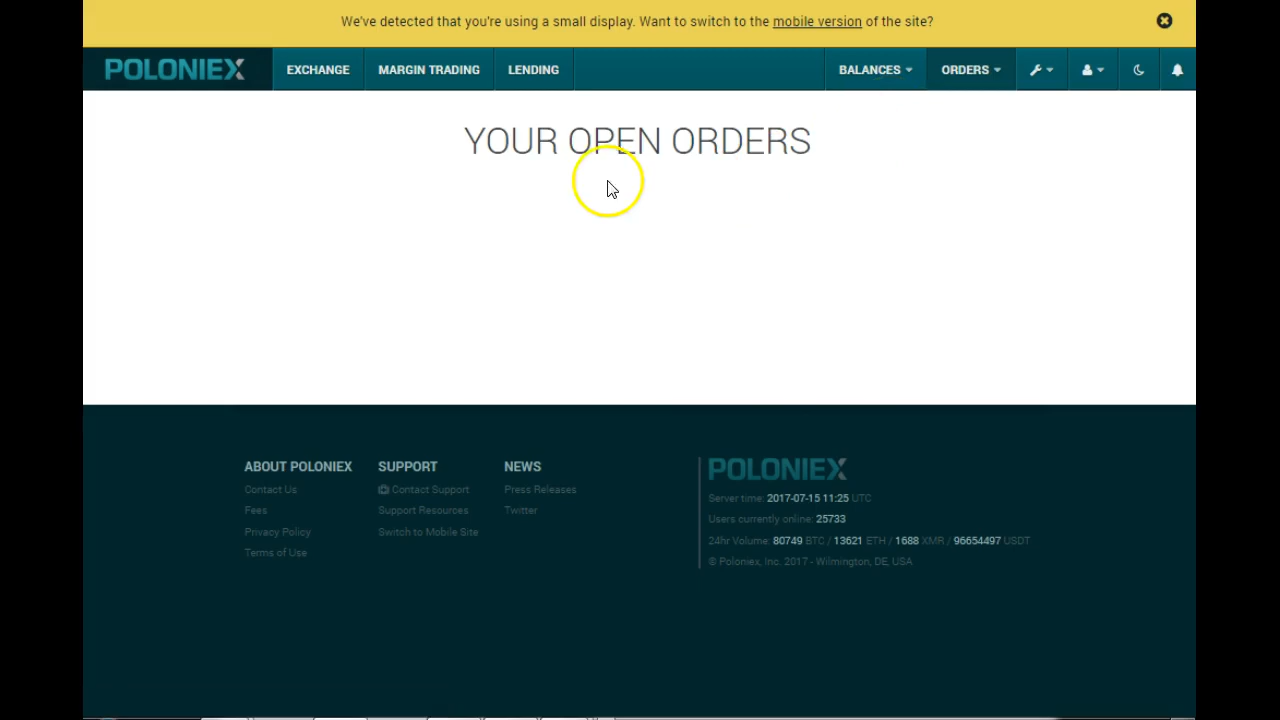 We've detected that you're using a small display. Want to switch to the mobile version of the site?
POLONIEX EXCHANGE MARGIN TRADING LENDING BALANCES ORDERS
YOUR OPEN ORDERS
ABOUT POLONIEX
Contact Us
Fees
Privacy Policy
Terms of Use
SUPPORT
Contact Support
Support Resources
Switch to Mobile Site
NEWS
Press Releases
Twitter
POLONIEX
Server time: 2017-07-15 11:25 UTC
Users currently online: 25733
24hr Volume: 80749 BTC / 13621 ETH / 1688 XMR / 96654497 USDT
© Poloniex, Inc. 2017 - Wilmington, DE, USA